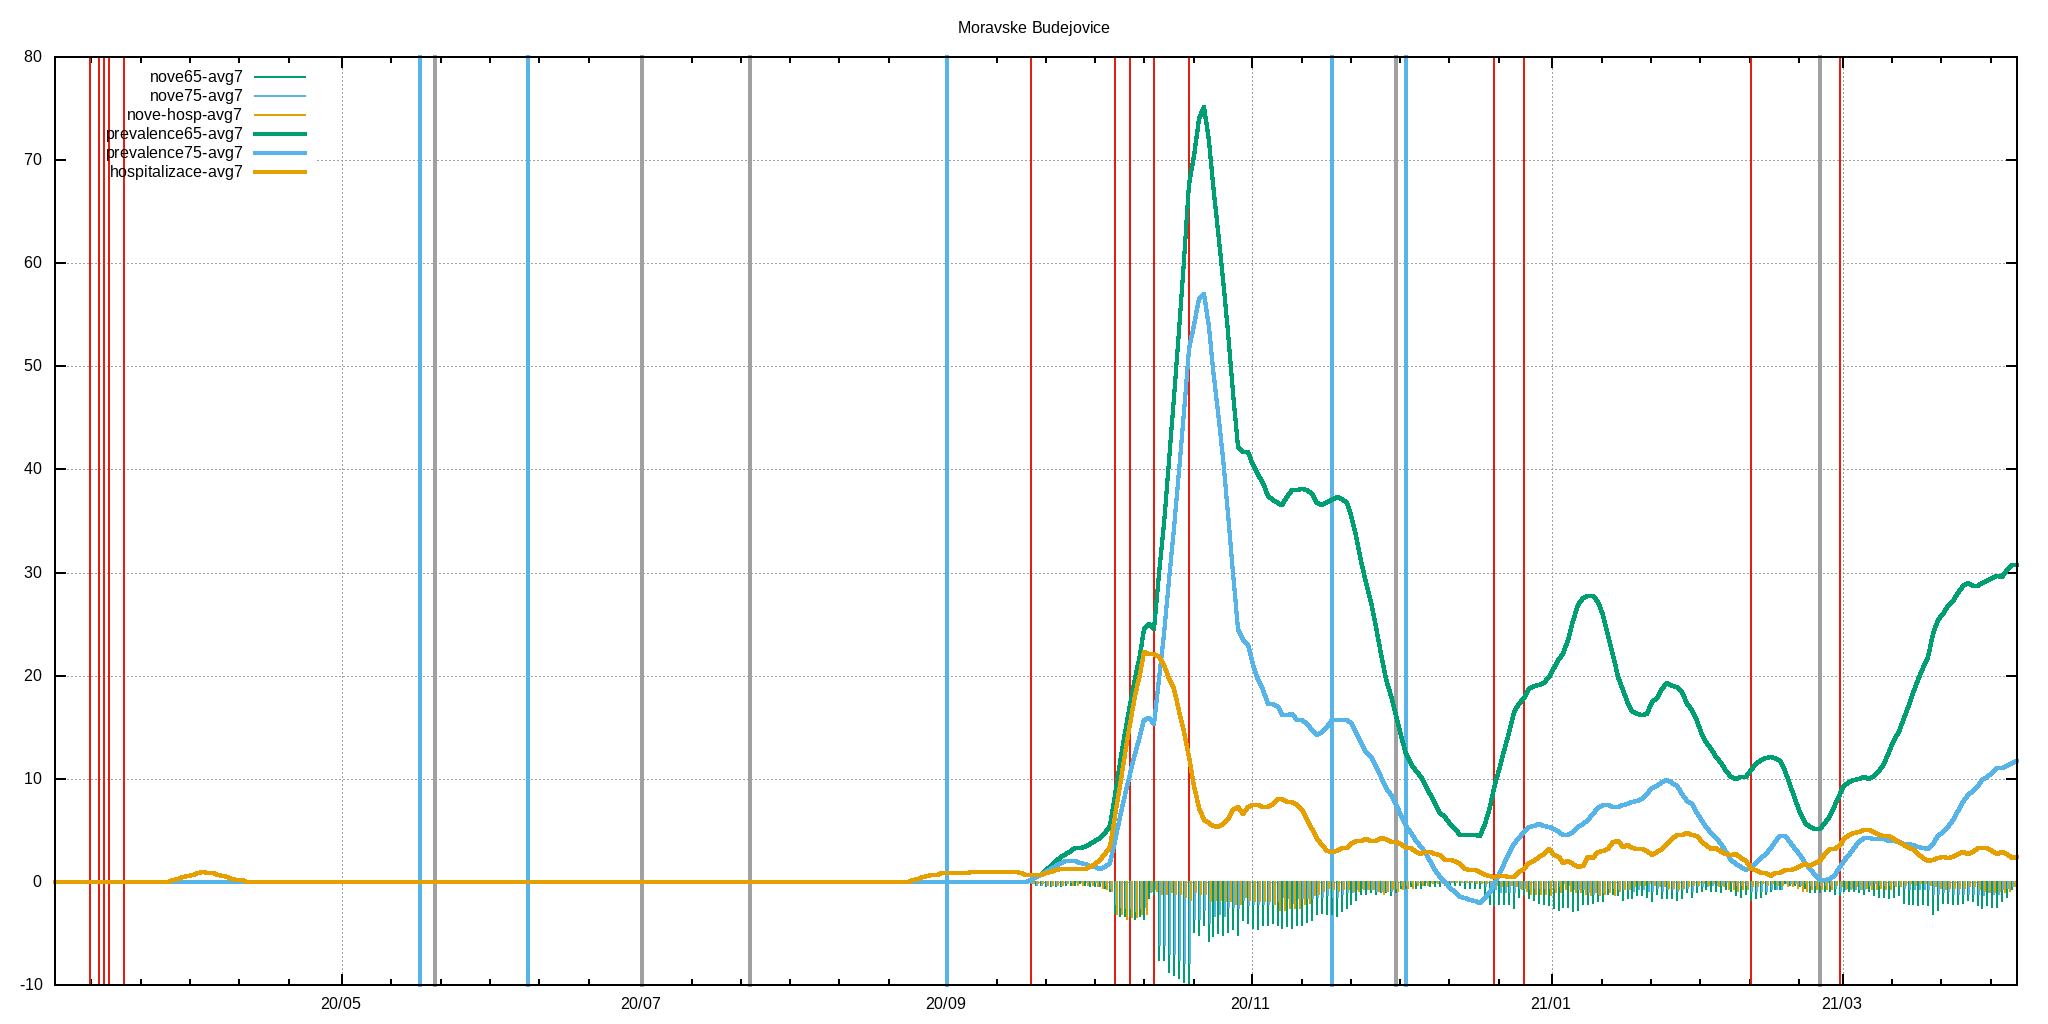 Moravske Budejovice
80
nove65-avg7
nove75-avg7
nove-hosp-avg7
prevalence65-avg7
prevalence75-avg7
hospitalizace-avg7
70
60
50
40
30
20
10
0
-10
20/05 20/07 20/09 20/11 21/01 21/03